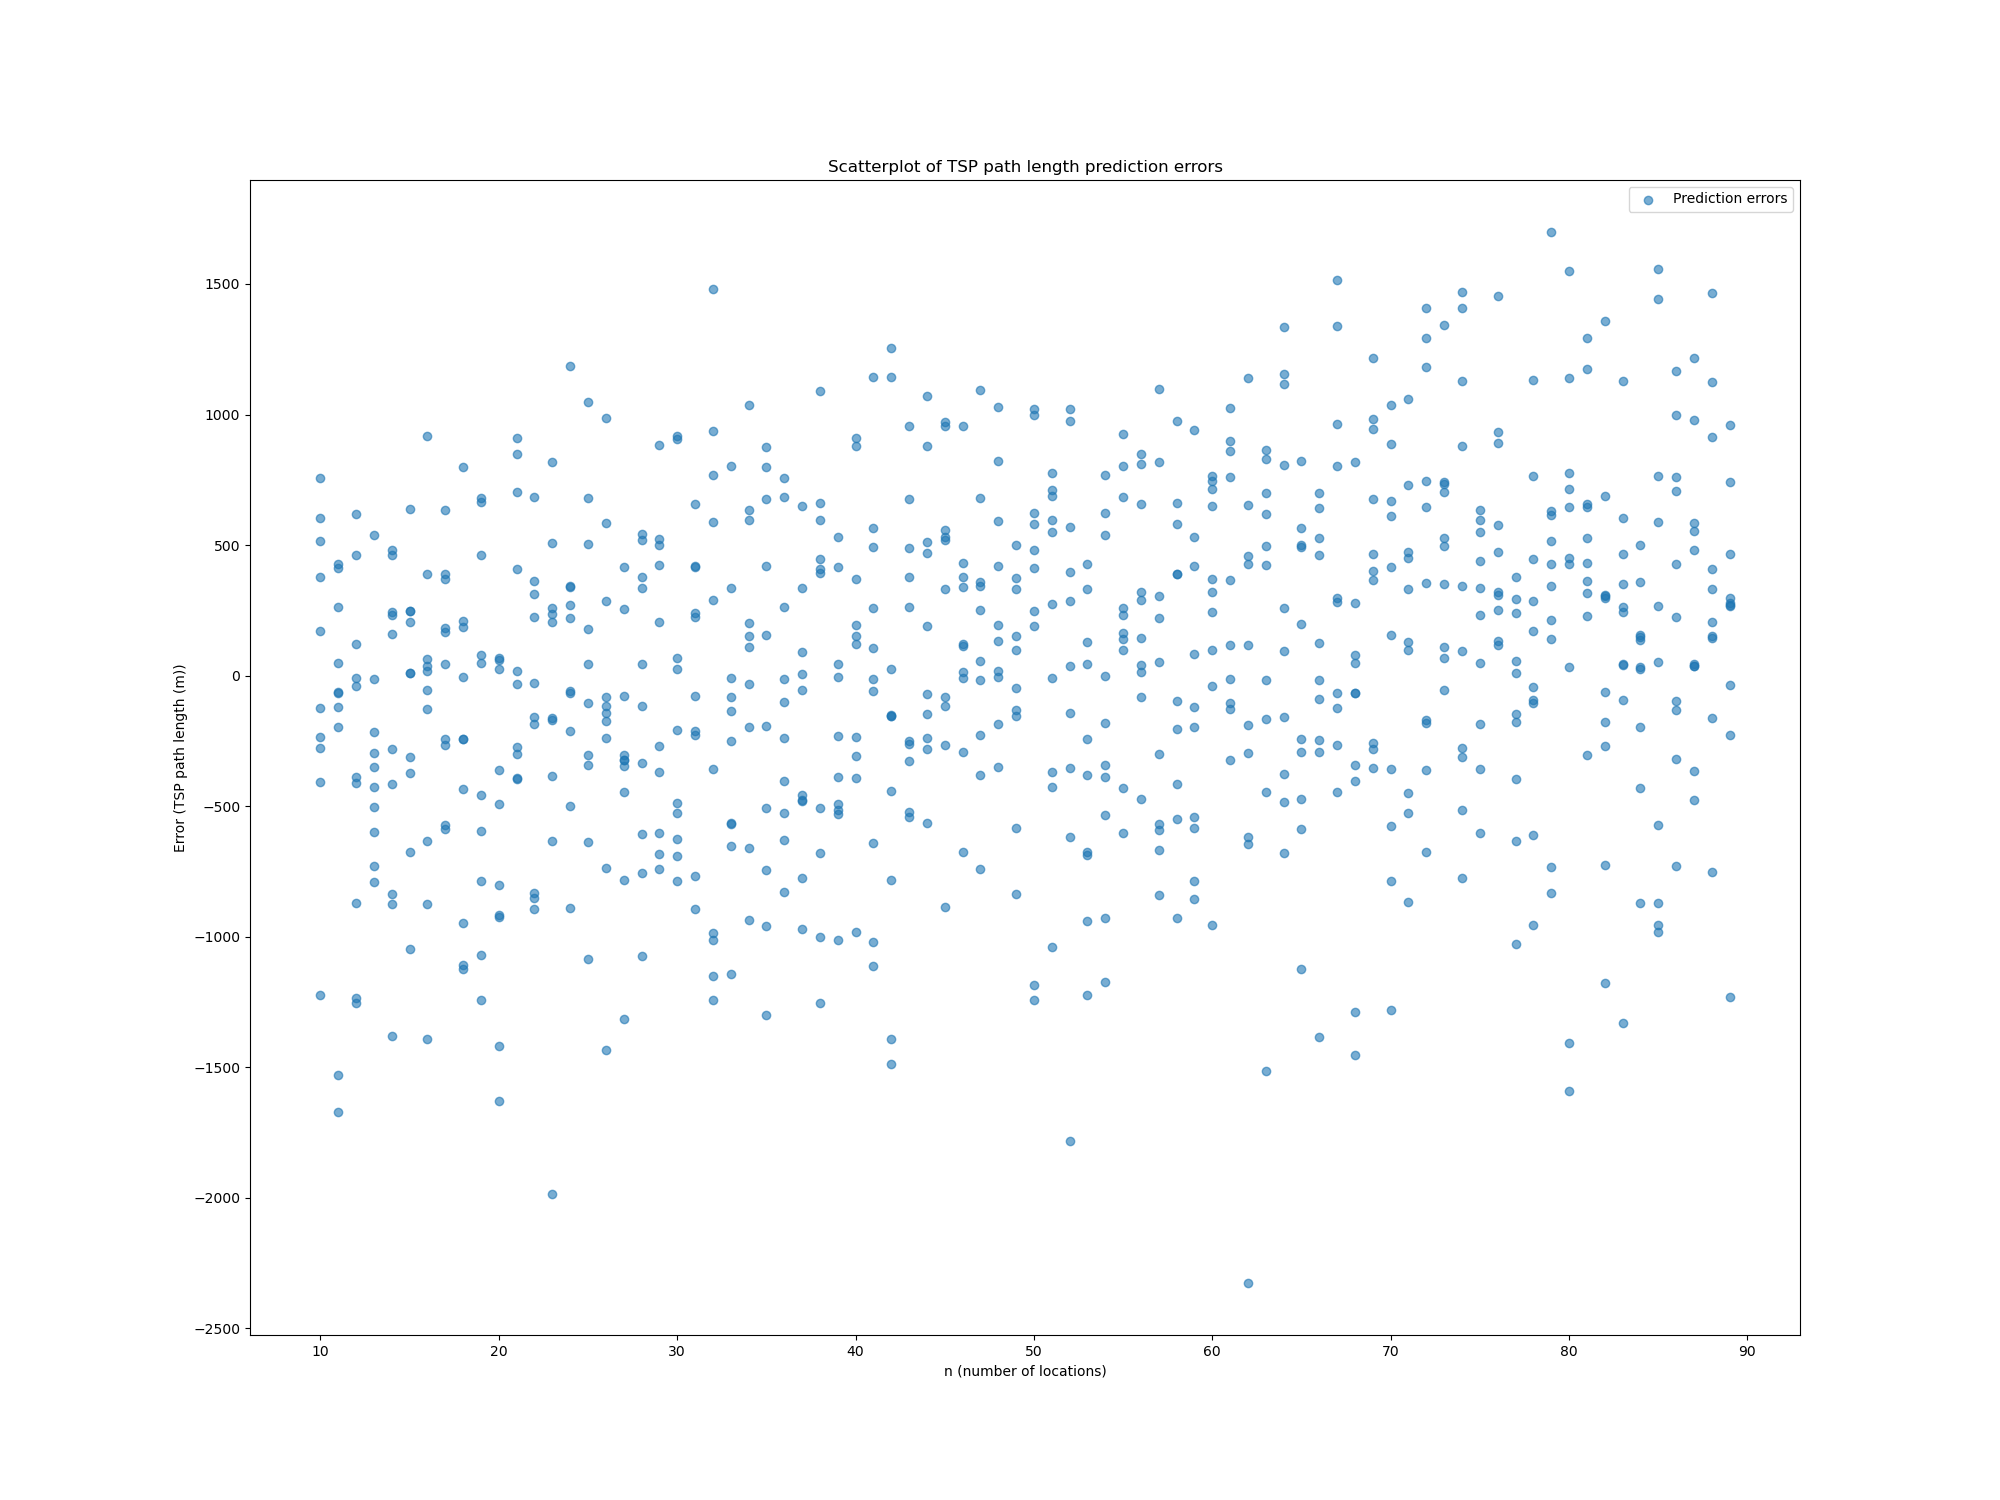 Scatterplot of TSP path length prediction errors
Prediction errors
1500
1000
500
0
−500
−1000
−1500
−2000
−2500
Error (TSP path length (m))
10 20 30 40 50 60 70 80 90
n (number of locations)